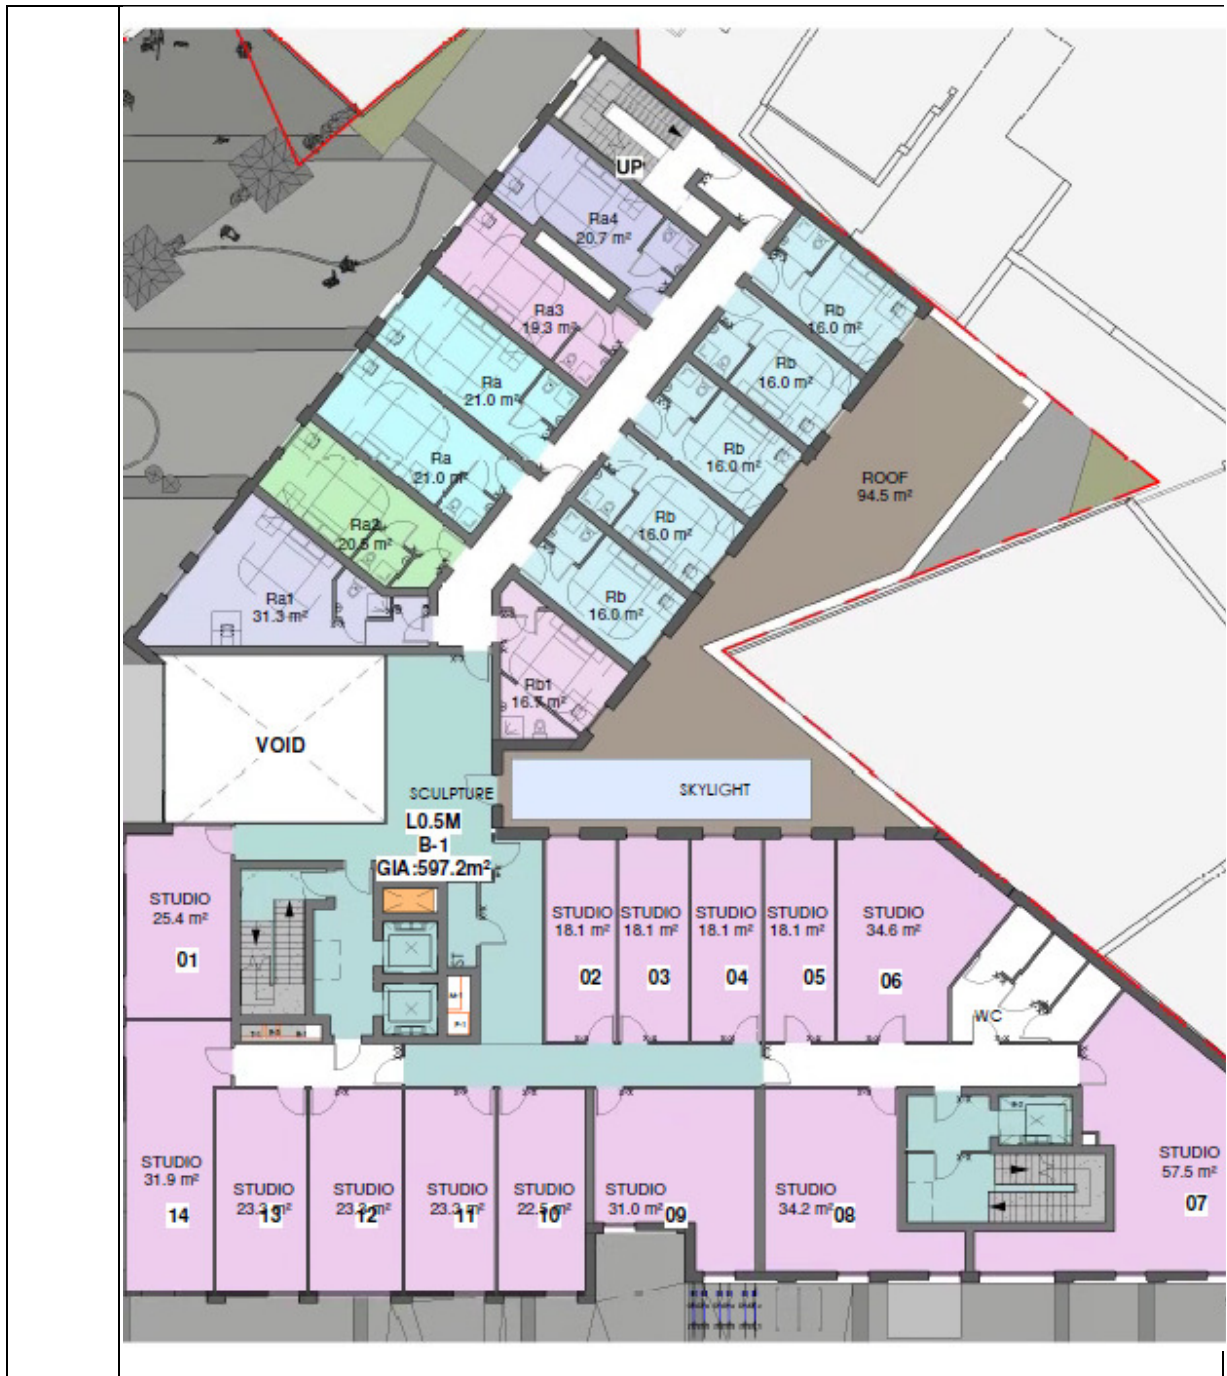 UP
Ra4
20.7 m²
Ra3
19.3 m²
Rb
16.0 m²
Ra
21.0 m²
Rb
16.0 m²
Ra
21.0 m²
Rb
16.0 m²
ROOF
94.5 m²
Ra2
Rb
16.0 m²
Ra1
31.3 m²
Rb
16.0 m²
Rb1
16.7 m²
VOID
SCULPTURE
SKYLIGHT
L0.5M
B-1
GIA:597.2m²
STUDIO
25.4 m²
01
STUDIO
18.1 m²
02
STUDIO
18.1 m²
03
STUDIO
18.1 m²
04
STUDIO
18.1 m²
05
STUDIO
34.6 m²
06
ST
WC
STUDIO
31.9 m²
14
STUDIO
13
STUDIO
12
STUDIO
11
STUDIO
10
STUDIO
31.0 m²
09
STUDIO
34.2 m²
08
STUDIO
57.5 m²
07